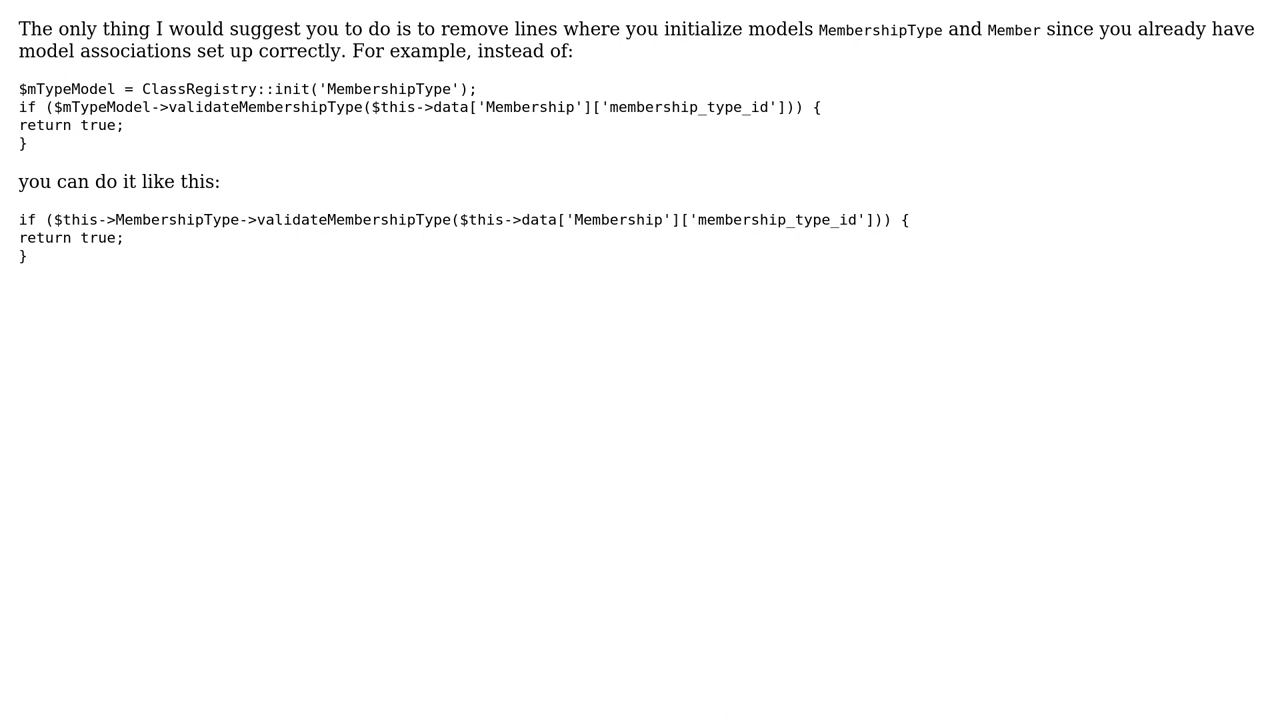 The only thing I would suggest you to do is to remove lines where you initialize models MembershipType and Member since you already have
model associations set up correctly. For example, instead of:
$mTypeModel = ClassRegistry::init('MembershipType');
if ($mTypeModel->validateMembershipType($this->data['Membership']['membership_type_id'])) {
return true;
}
you can do it like this:
if ($this->MembershipType->validateMembershipType($this->data['Membership']['membership_type_id'])) {
return true;
}